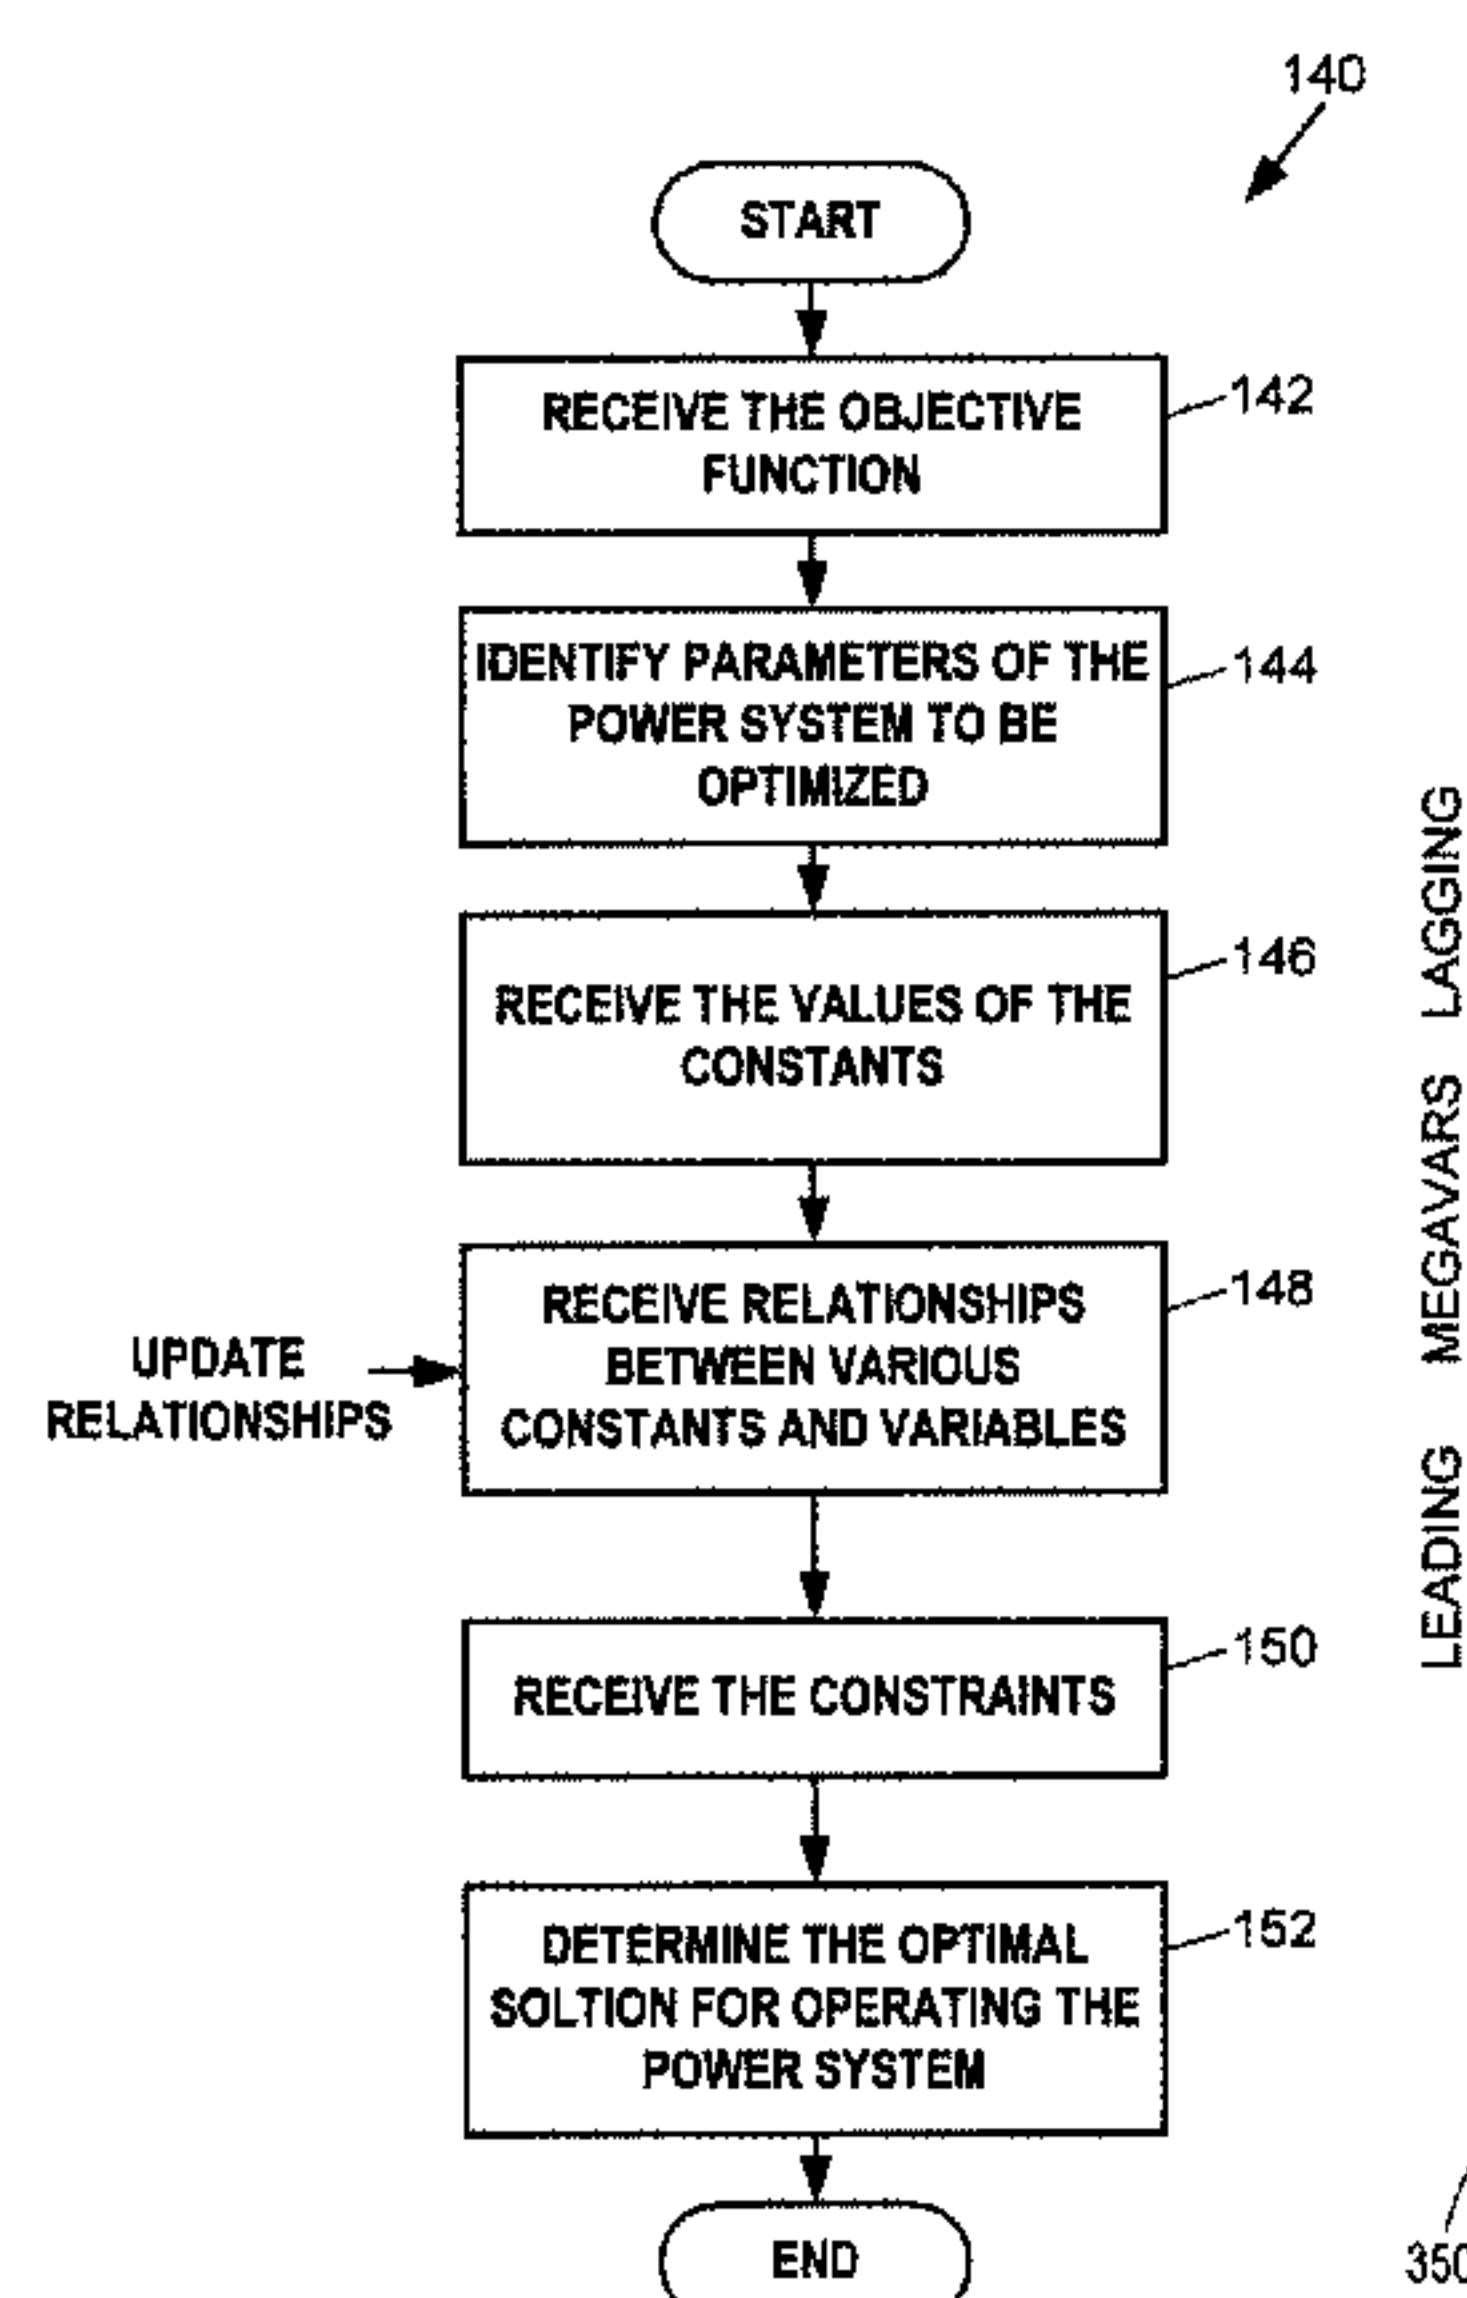 140
START
RECEIVE THE OBJECTIVE
FUNCTION
142
IDENTIFY PARAMETERS OF THE
POWER SYSTEM TO BE
OPTIMIZED
144
RECEIVE THE VALUES OF THE
CONSTANTS
146
UPDATE
RELATIONSHIPS
RECEIVE RELATIONSHIPS
BETWEEN VARIOUS
CONSTANTS AND VARIABLES
148
RECEIVE THE CONSTRAINTS
150
DETERMINE THE OPTIMAL
SOLTION FOR OPERATING THE
POWER SYSTEM
152
END
LEADING MEGAVARS LAGGING
350